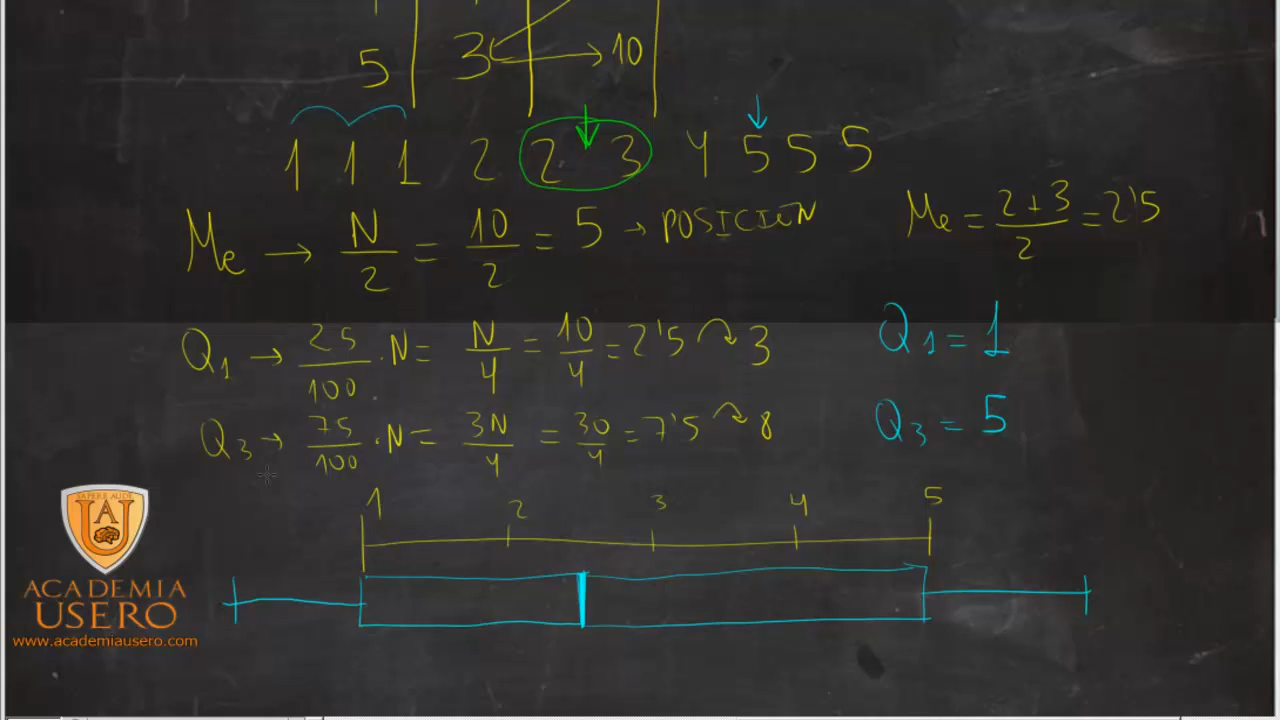 5 | 3 | 10
1 1 1 2 2 3 4 5 5 5
Me → N/2 = 10/2 = 5 → POSICION
Me = 2+3/2 = 2'5
Q1 → 25/100 · N = N/4 = 10/4 = 2'5 ↷ 3
Q1 = 1
Q3 → 75/100 · N = 3N/4 = 30/4 = 7'5 ↷ 8
Q3 = 5
1 2 3 4 5
SAPERE AUDE
UA
ACADEMIA
USERO
www.academiausero.com